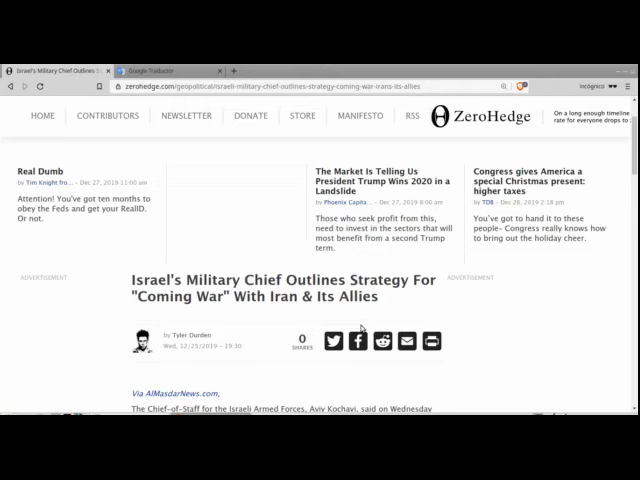 Israel's Military Chief Outlines S
Google Traductor
zerohedge.com/geopolitical/israeli-military-chief-outlines-strategy-coming-war-irans-its-allies
Incógnito
HOME
CONTRIBUTORS
NEWSLETTER
DONATE
STORE
MANIFESTO
RSS
ZeroHedge
On a long enough timeline
rate for everyone drops to
Real Dumb
by Tim Knight fro... - Dec 27, 2019 11:00 am
Attention! You've got ten months to
obey the Feds and get your RealID.
Or not.
The Market Is Telling Us
President Trump Wins 2020 in a
Landslide
by Phoenix Capita... - Dec 27, 2019 8:00 am
Those who seek profit from this,
need to invest in the sectors that will
most benefit from a second Trump
term.
Congress gives America a
special Christmas present:
higher taxes
by TDB - Dec 26, 2019 2:18 pm
You've got to hand it to these
people- Congress really knows how
to bring out the holiday cheer.
ADVERTISEMENT
Israel's Military Chief Outlines Strategy For
"Coming War" With Iran & Its Allies
ADVERTISEMENT
by Tyler Durden
Wed, 12/25/2019 - 19:30
0
SHARES
Via AlMasdarNews.com,
The Chief-of-Staff for the Israeli Armed Forces, Aviv Kochavi, said on Wednesday